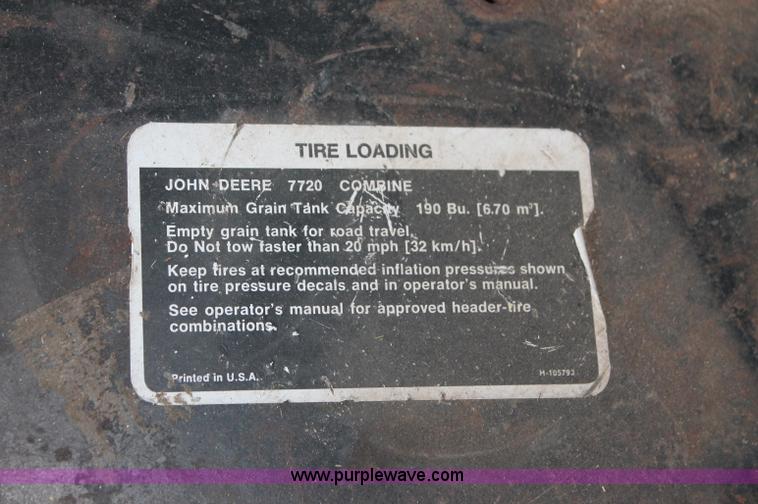 TIRE LOADING
JOHN DEERE 7720 COMBINE
Maximum Grain Tank Capacity 190 Bu. [6.70 m³].
Empty grain tank for road travel.
Do Not tow faster than 20 mph [32 km/h].
Keep tires at recommended inflation pressures shown
on tire pressure decals and in operator's manual.
See operator's manual for approved header-tire
combinations.
Printed in U.S.A. H-105793
www.purplewave.com